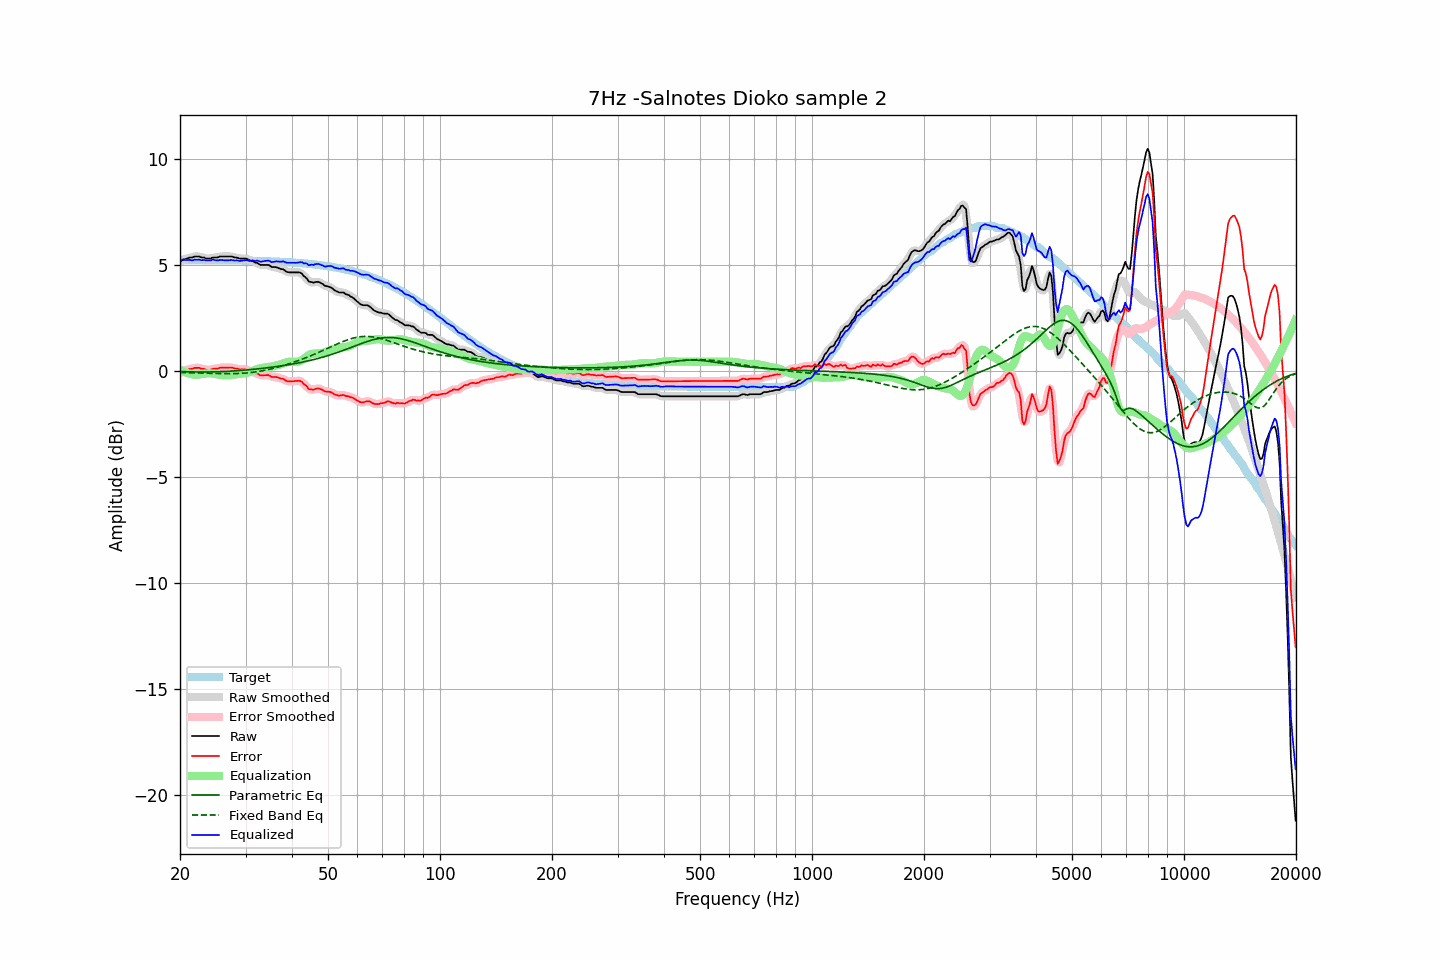 7Hz -Salnotes Dioko sample 2
10
5
0
−5
−10
−15
−20
Amplitude (dBr)
Target
Raw Smoothed
Error Smoothed
Raw
Error
Equalization
Parametric Eq
Fixed Band Eq
Equalized
20 50 100 200 500 1000 2000 5000 10000 20000
Frequency (Hz)